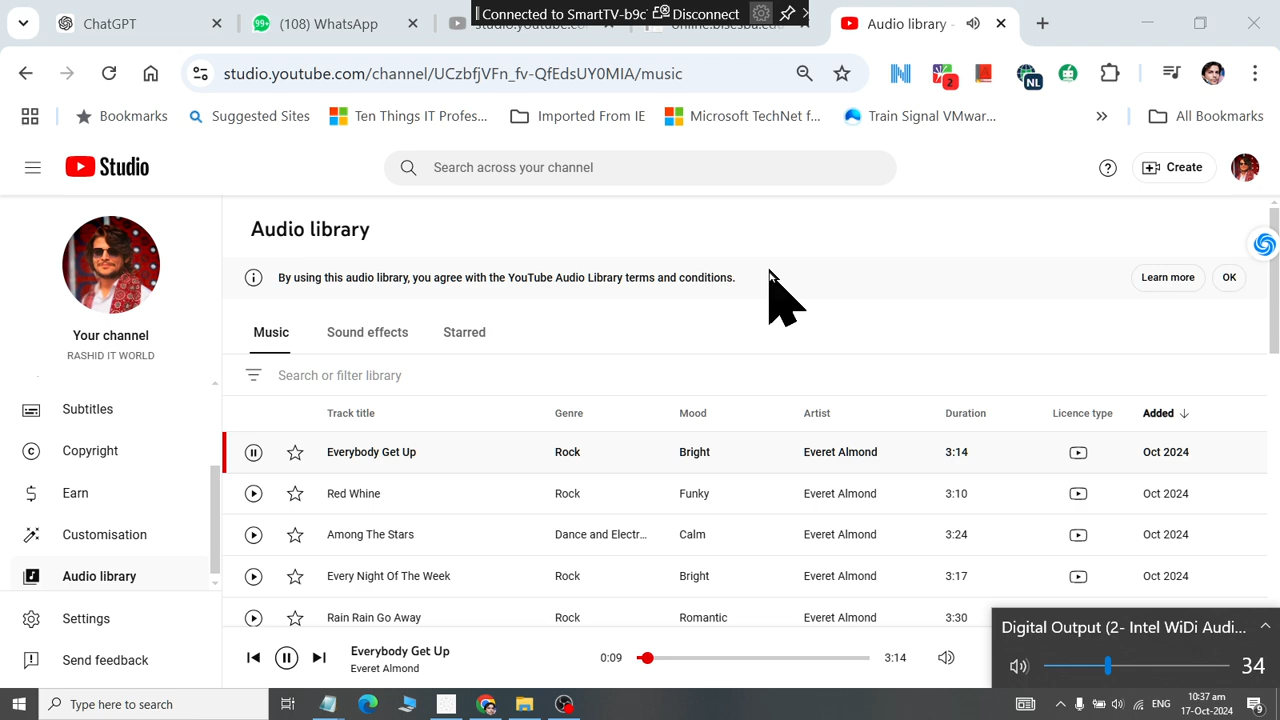 ChatGPT
(108) WhatsApp
studio.youtube.co
Connected to SmartTV-b9c
Disconnect
Audio library -
studio.youtube.com/channel/UCzbfjVFn_fv-QfEdsUY0MIA/music
2
NL
Bookmarks
Suggested Sites
Ten Things IT Profes...
Imported From IE
Microsoft TechNet f...
Train Signal VMwar...
All Bookmarks
Studio
Search across your channel
Create
Audio library
By using this audio library, you agree with the YouTube Audio Library terms and conditions.
Learn more
OK
Your channel
RASHID IT WORLD
Music
Sound effects
Starred
Search or filter library
Subtitles
Copyright
Earn
Customisation
Audio library
Settings
Send feedback
Track title Genre Mood Artist Duration Licence type Added
Everybody Get Up Rock Bright Everet Almond 3:14 Oct 2024
Red Whine Rock Funky Everet Almond 3:10 Oct 2024
Among The Stars Dance and Electr... Calm Everet Almond 3:24 Oct 2024
Every Night Of The Week Rock Bright Everet Almond 3:17 Oct 2024
Rain Rain Go Away Rock Romantic Everet Almond 3:30
Everybody Get Up
Everet Almond
0:09
3:14
Digital Output (2- Intel WiDi Audi...
34
Type here to search
ENG
10:37 pm
17-Oct-2024
9